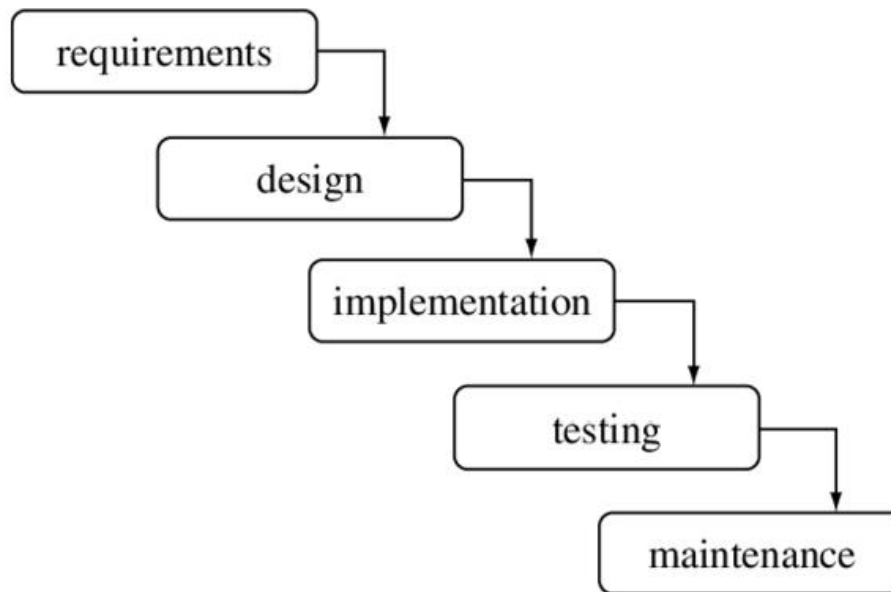 requirements
design
implementation
testing
maintenance